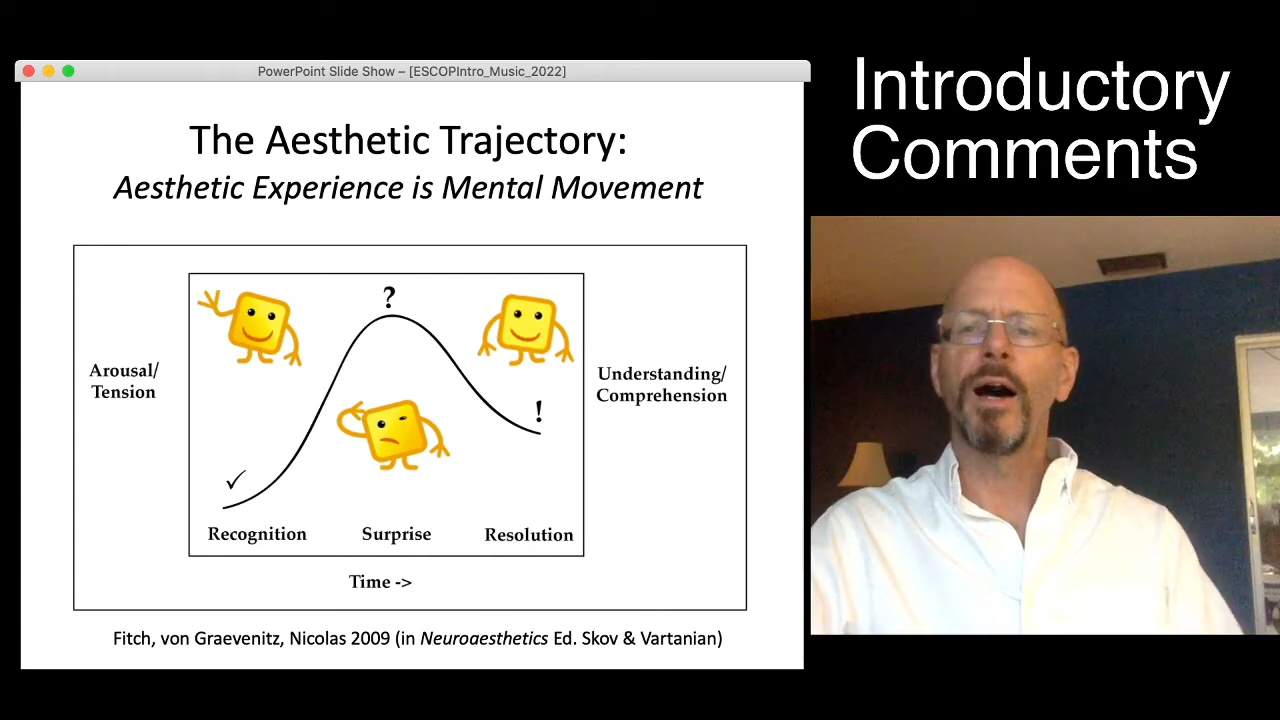 PowerPoint Slide Show – [ESCOPIntro_Music_2022]
Introductory
Comments
The Aesthetic Trajectory:
Aesthetic Experience is Mental Movement
?
Arousal/
Tension
Understanding/
Comprehension
!
✓
Recognition
Surprise
Resolution
Time ->
Fitch, von Graevenitz, Nicolas 2009 (in Neuroaesthetics Ed. Skov & Vartanian)